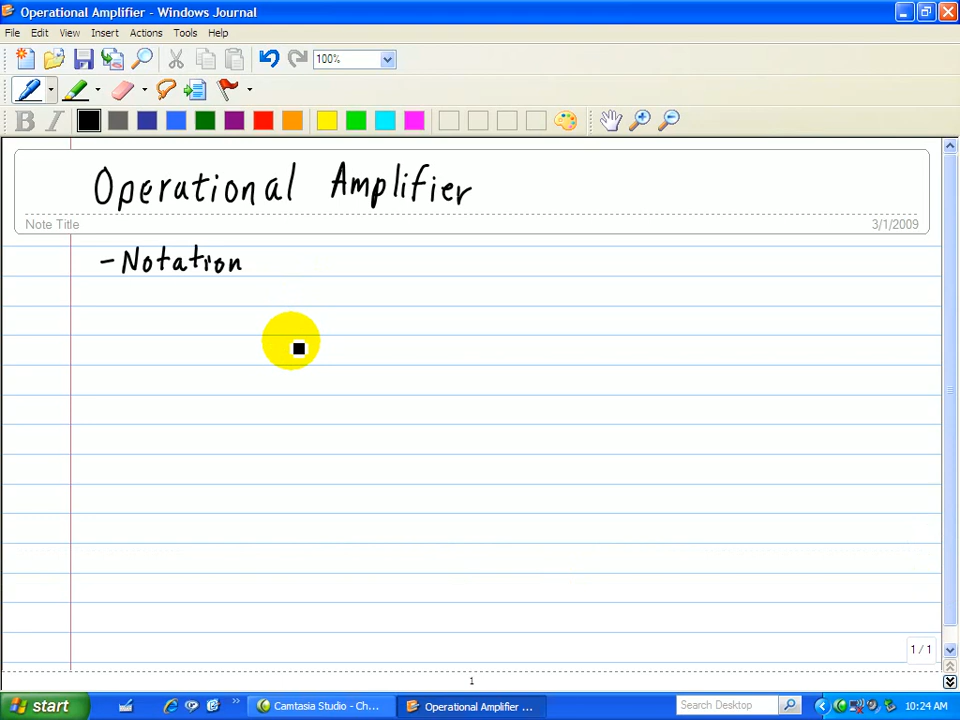 Operational Amplifier - Windows Journal
File Edit View Insert Actions Tools Help
100%
B I
Operational Amplifier
Note Title
3/1/2009
- Notation
1 / 1
1
start
Camtasia Studio - Ch...
Operational Amplifier ...
Search Desktop
10:24 AM